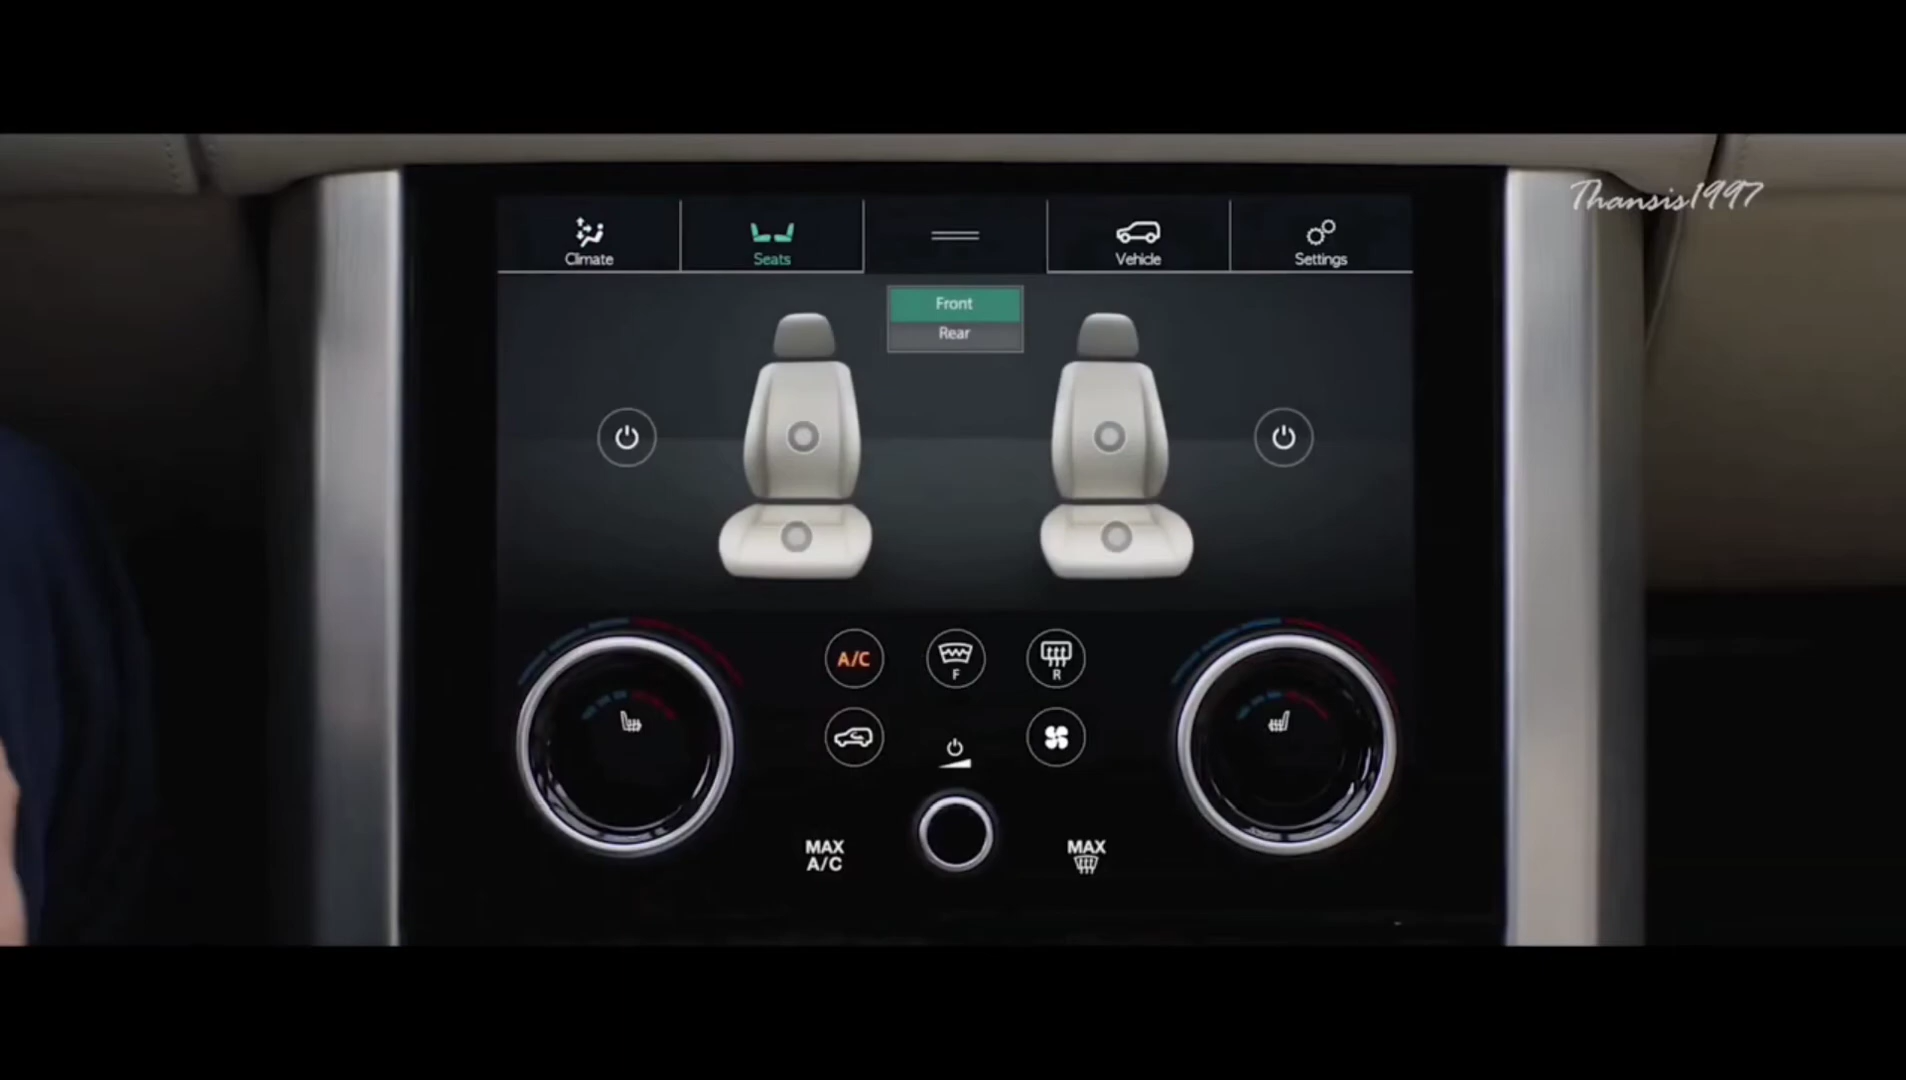 Thansis1997
Climate
Seats
Vehicle
Settings
Front
Rear
A/C
F
R
MAX
A/C
MAX